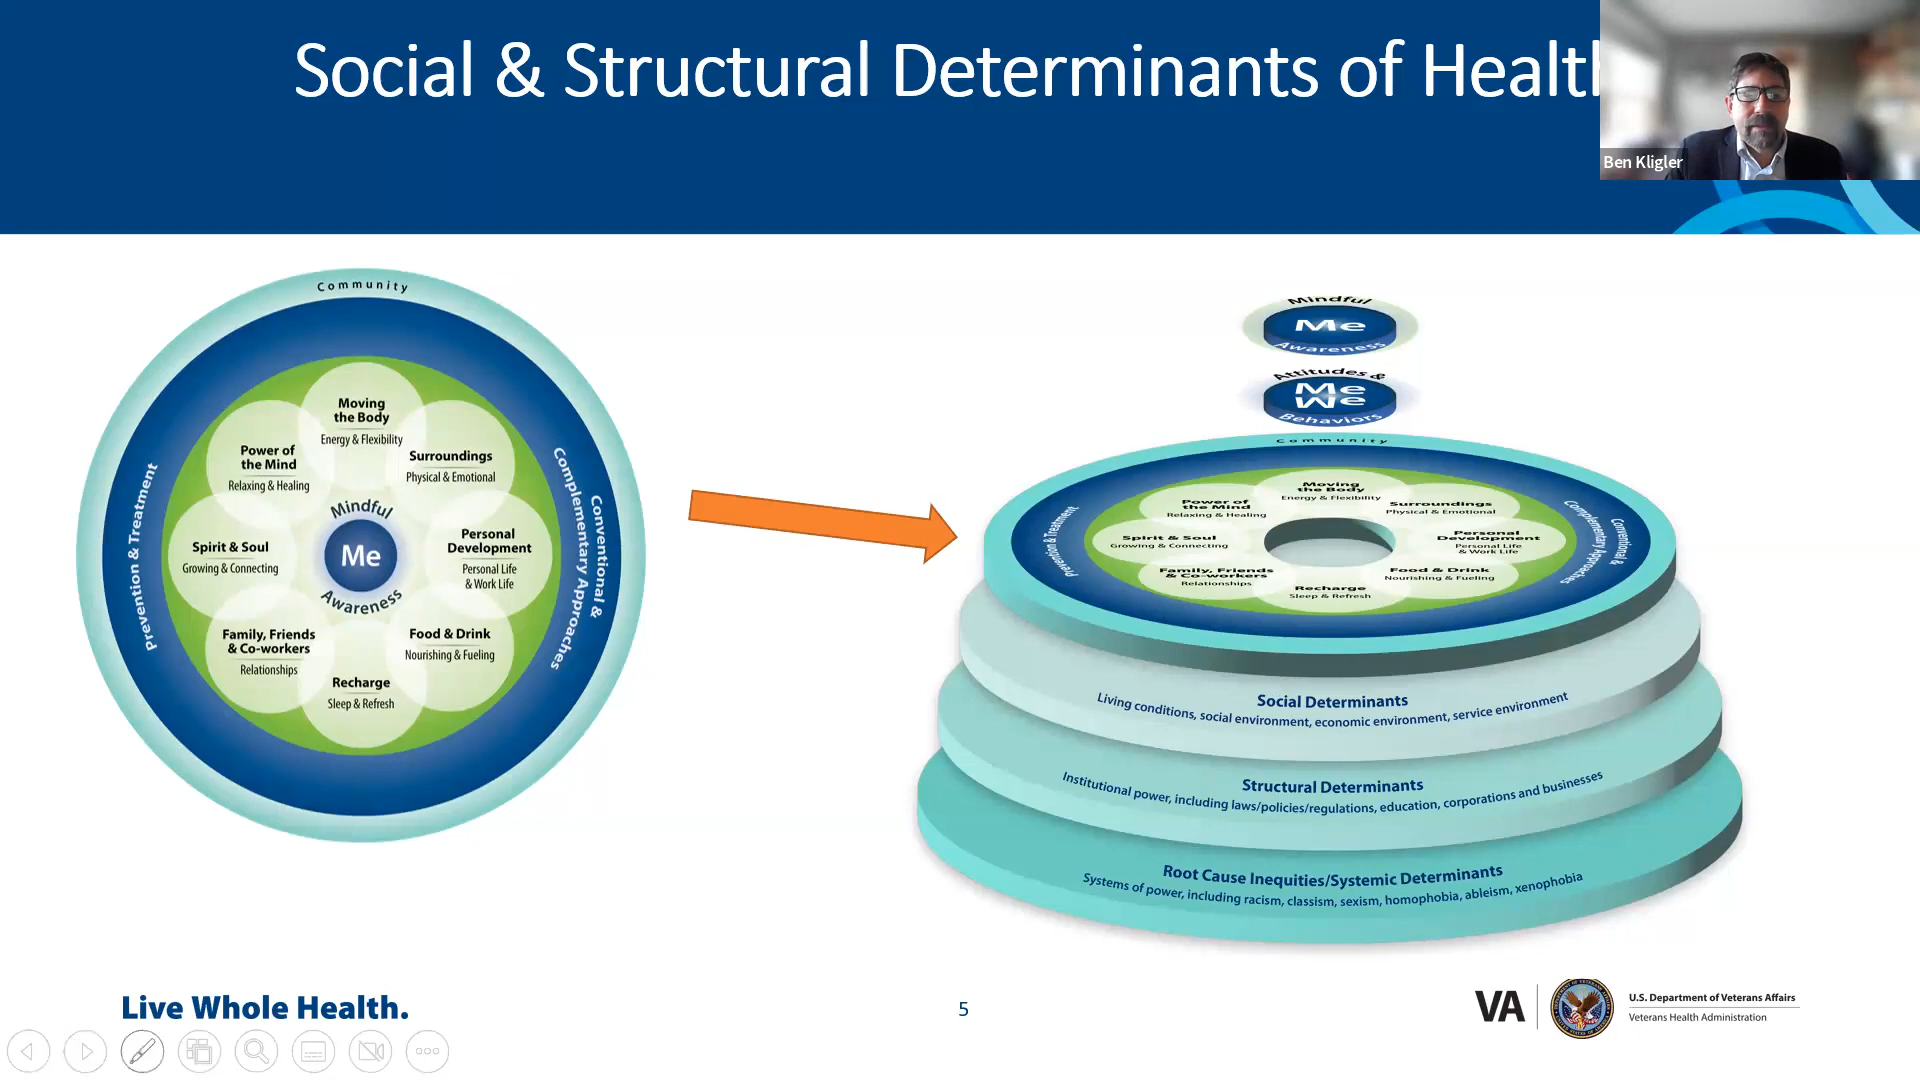 Social & Structural Determinants of Healt
Ben Kligler
Community
Prevention & Treatment
Conventional &
Complementary Approaches
Moving
the Body
Energy & Flexibility
Surroundings
Physical & Emotional
Personal
Development
Personal Life
& Work Life
Food & Drink
Nourishing & Fueling
Recharge
Sleep & Refresh
Family, Friends
& Co-workers
Relationships
Spirit & Soul
Growing & Connecting
Power of
the Mind
Relaxing & Healing
Mindful
Me
Awareness
Mindful
Me
Awareness
Attitudes &
Me
We
Behaviors
Community
Prevention & Treatment
Conventional &
Complementary Approaches
Moving
the Body
Energy & Flexibility
Surroundings
Physical & Emotional
Personal
Development
Personal Life
& Work Life
Food & Drink
Nourishing & Fueling
Recharge
Sleep & Refresh
Family, Friends
& Co-workers
Relationships
Spirit & Soul
Growing & Connecting
Power of
the Mind
Relaxing & Healing
Social Determinants
Living conditions, social environment, economic environment, service environment
Structural Determinants
Institutional power, including laws/policies/regulations, education, corporations and businesses
Root Cause Inequities/Systemic Determinants
Systems of power, including racism, classism, sexism, homophobia, ableism, xenophobia
Live Whole Health.
5
VA
U.S. Department of Veterans Affairs
Veterans Health Administration